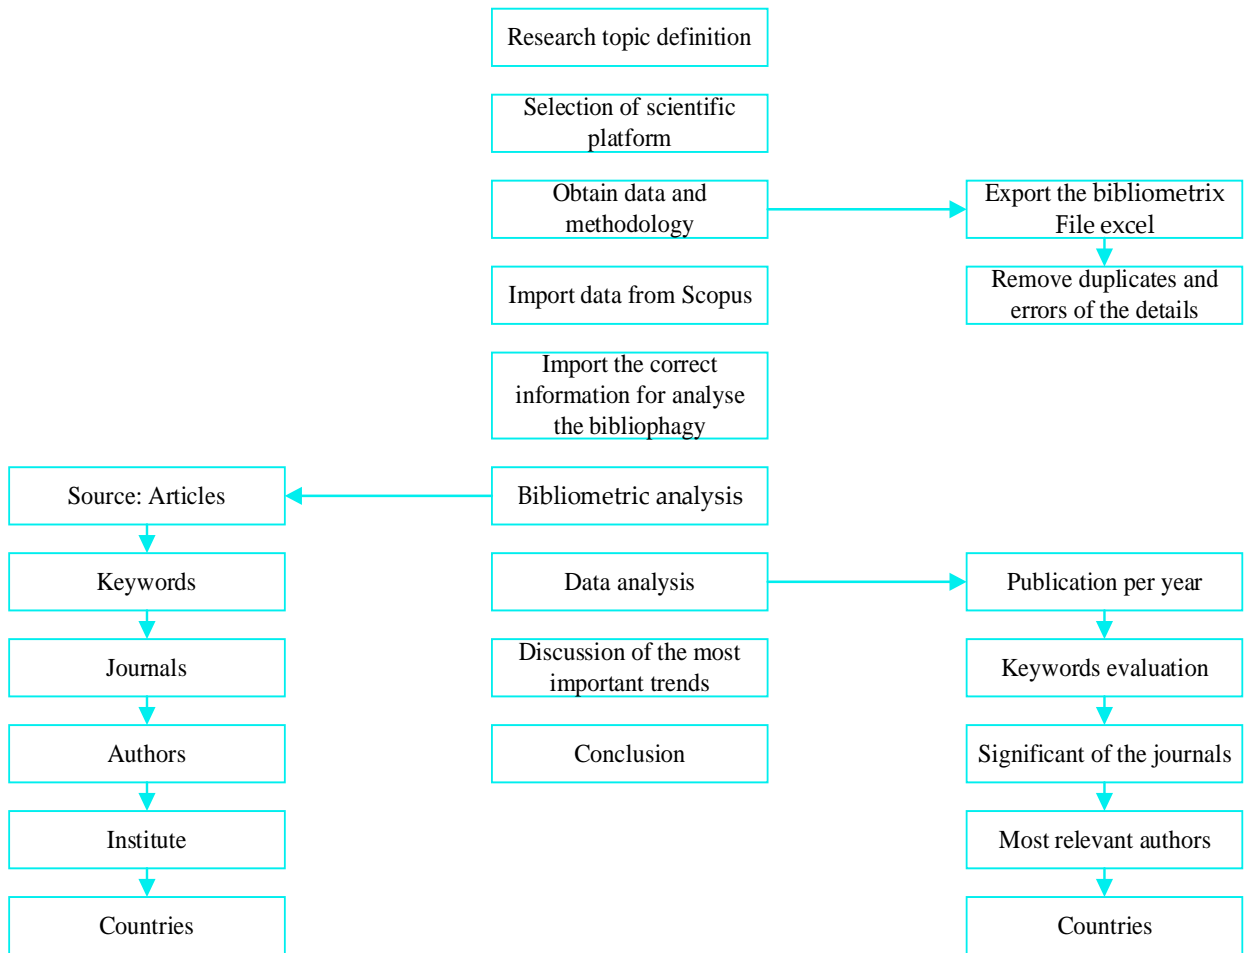 Research topic definition
Selection of scientific
platform
Obtain data and
methodology
Export the bibliometrix
File excel
Import data from Scopus
Remove duplicates and
errors of the details
Import the correct
information for analyse
the bibliophagy
Source: Articles
Bibliometric analysis
Keywords
Data analysis
Publication per year
Journals
Discussion of the most
important trends
Keywords evaluation
Authors
Conclusion
Significant of the journals
Institute
Most relevant authors
Countries
Countries